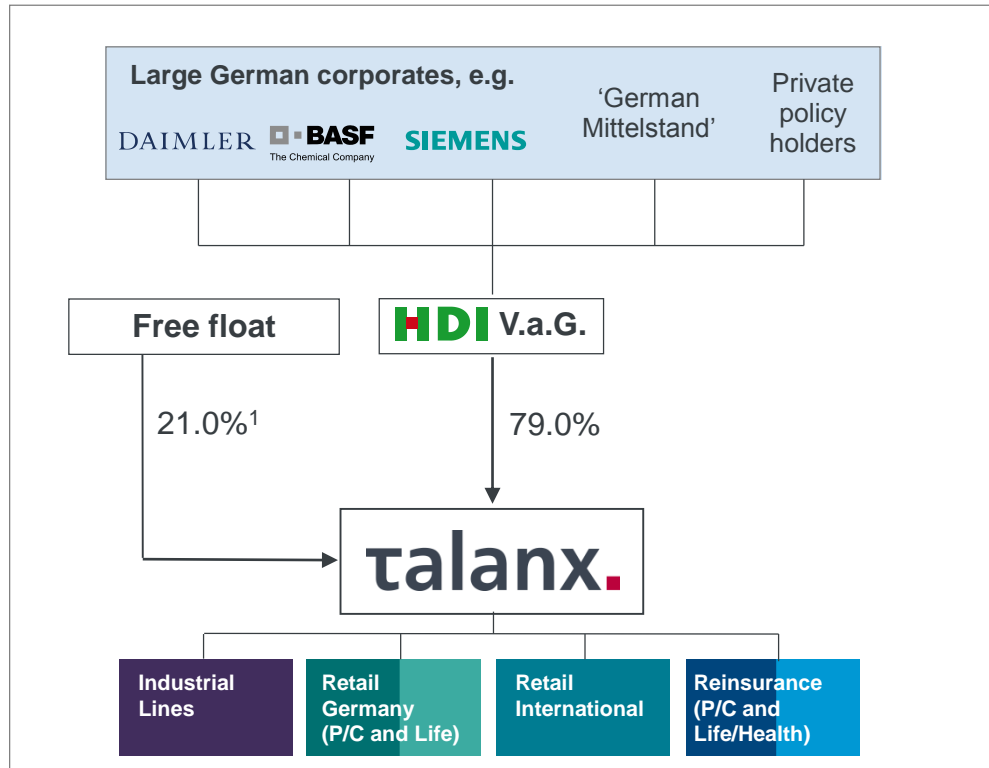 Large German corporates, e.g.
DAIMLER
BASF
The Chemical Company
SIEMENS
‘German
Mittelstand’
Private
policy
holders
Free float
HDI V.a.G.
21.0%¹
79.0%
τalanx.
Industrial
Lines
Retail
Germany
(P/C and Life)
Retail
International
Reinsurance
(P/C and
Life/Health)